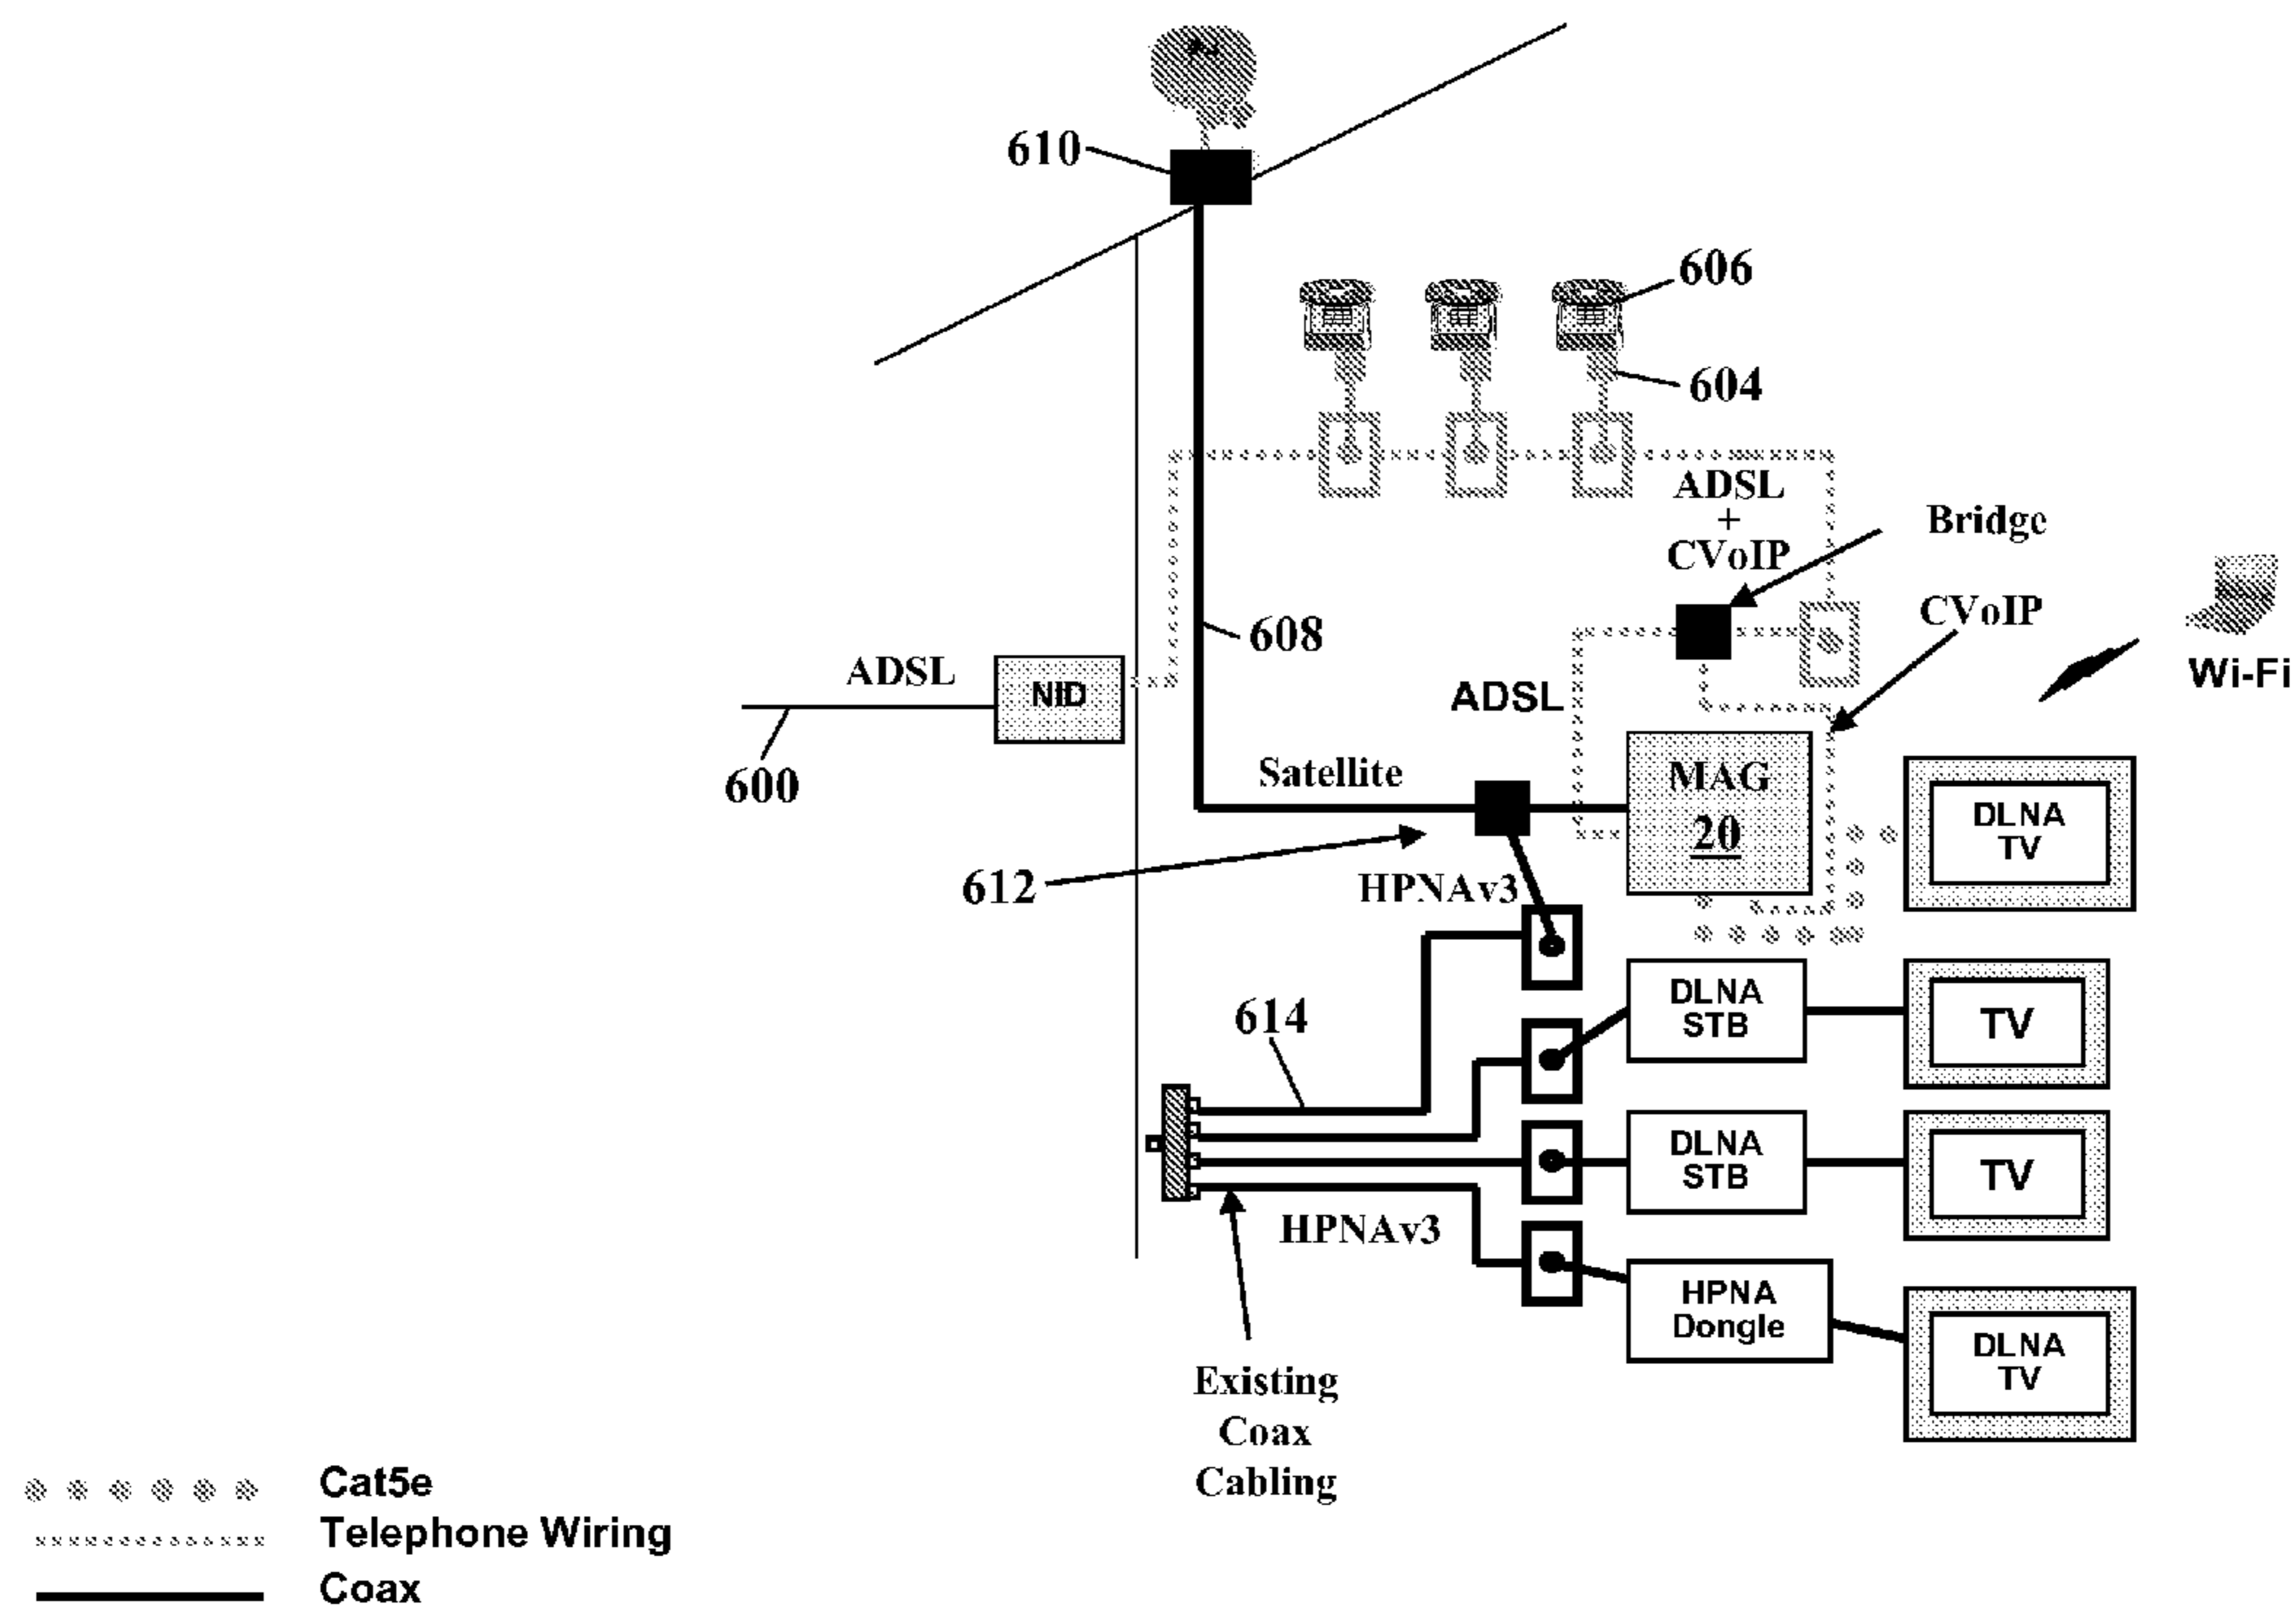 610
606
604
ADSL
+
CVoIP
Bridge
CVoIP
608
Wi-Fi
ADSL
NID
ADSL
600
Satellite
MAG
20
DLNA
TV
612
HPNAv3
614
DLNA
STB
TV
DLNA
STB
TV
HPNAv3
HPNA
Dongle
DLNA
TV
Existing
Coax
Cabling
Cat5e
Telephone Wiring
Coax